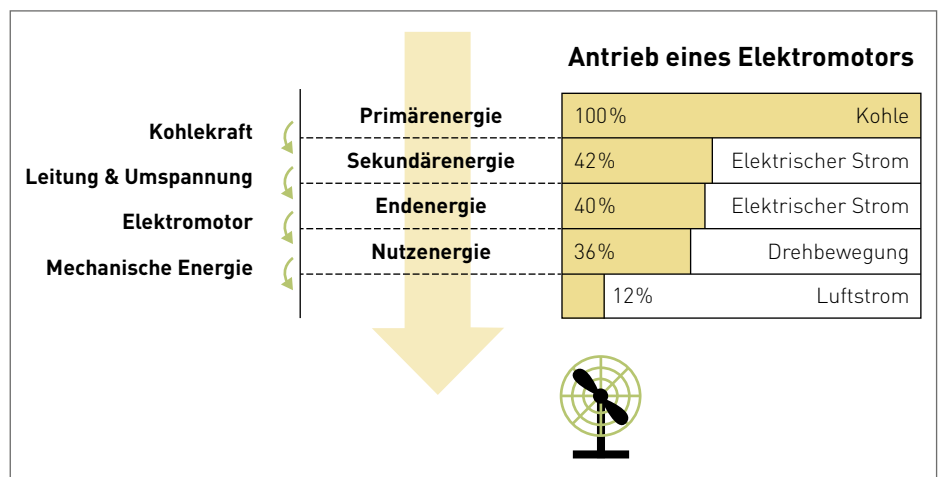 Antrieb eines Elektromotors
Primärenergie
100% Kohle
Kohlekraft
Sekundärenergie
42% Elektrischer Strom
Leitung & Umspannung
Endenergie
40% Elektrischer Strom
Elektromotor
Nutzenergie
36% Drehbewegung
Mechanische Energie
12% Luftstrom